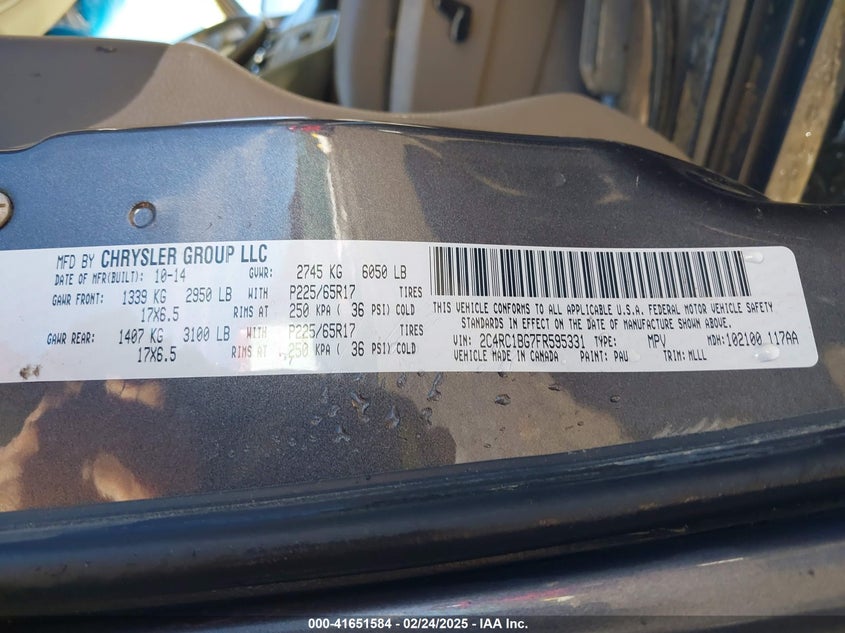 MFD BY CHRYSLER GROUP LLC
DATE OF MFR(BUILT): 10-14 GVWR: 2745 KG 6050 LB
GAWR FRONT: 1339 KG 2950 LB WITH P225/65R17 TIRES
17X6.5 RIMS AT 250 KPA ( 36 PSI) COLD
GAWR REAR: 1407 KG 3100 LB WITH P225/65R17 TIRES
17X6.5 RIMS AT 250 KPA ( 36 PSI) COLD
THIS VEHICLE CONFORMS TO ALL APPLICABLE U.S.A. FEDERAL MOTOR VEHICLE SAFETY
STANDARDS IN EFFECT ON THE DATE OF MANUFACTURE SHOWN ABOVE.
VIN: 2C4RC1BG7FR595331 TYPE: MPV MDH: 102100 117AA
VEHICLE MADE IN CANADA PAINT: PAU TRIM: MLLL
000-41651584 - 02/24/2025 - IAA Inc.